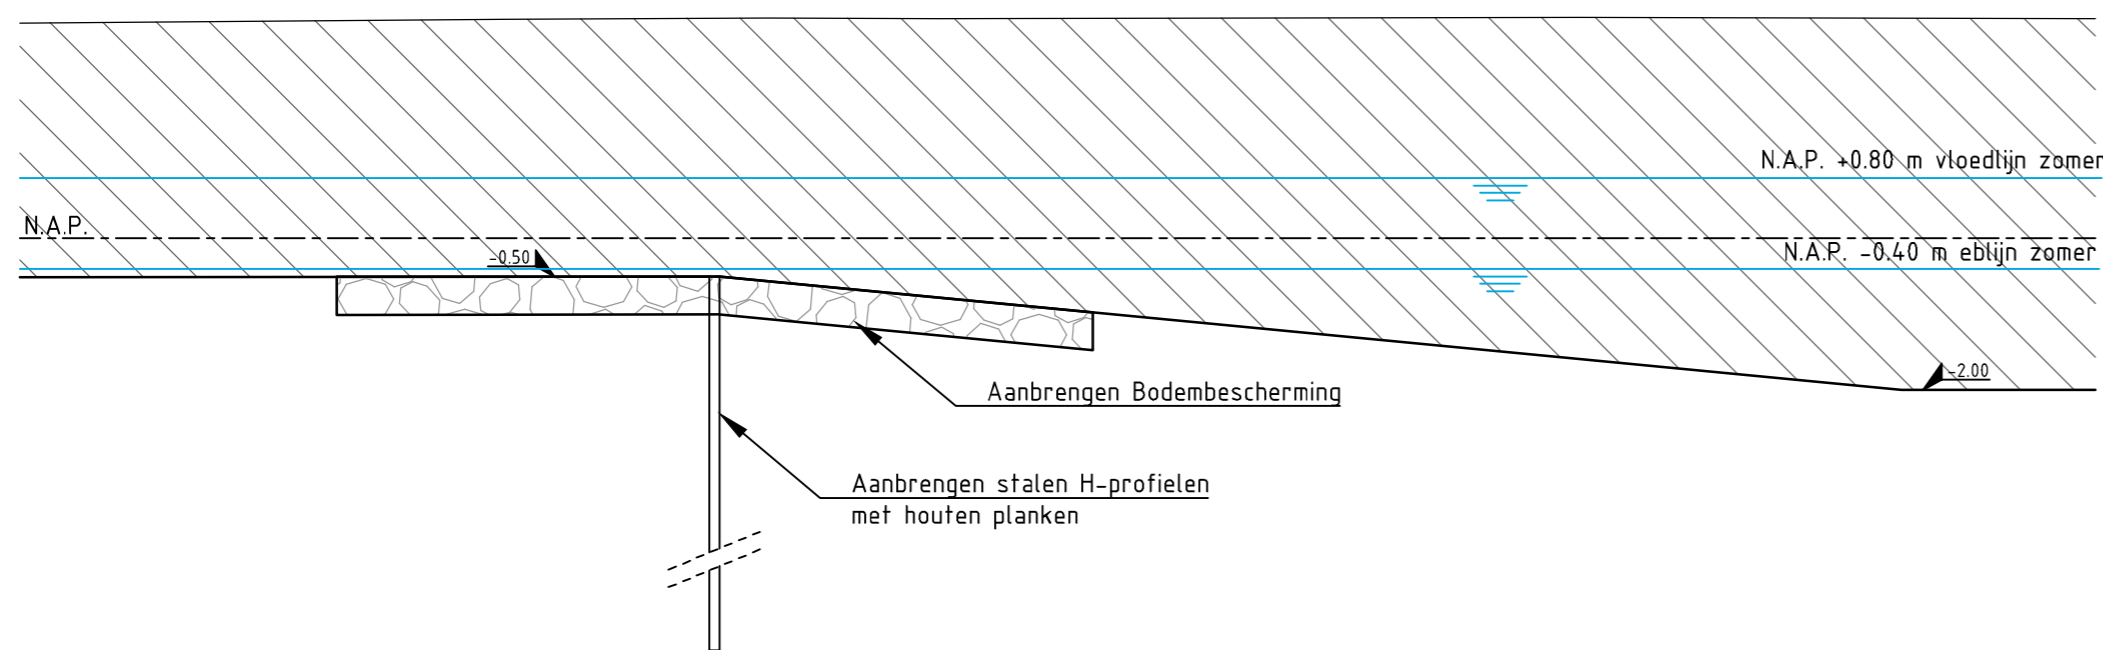 N.A.P. +0.80 m vloedlijn zomer
N.A.P.
N.A.P. -0.40 m eblijn zomer
-0.50
-2.00
Aanbrengen Bodembescherming
Aanbrengen stalen H-profielen
met houten planken